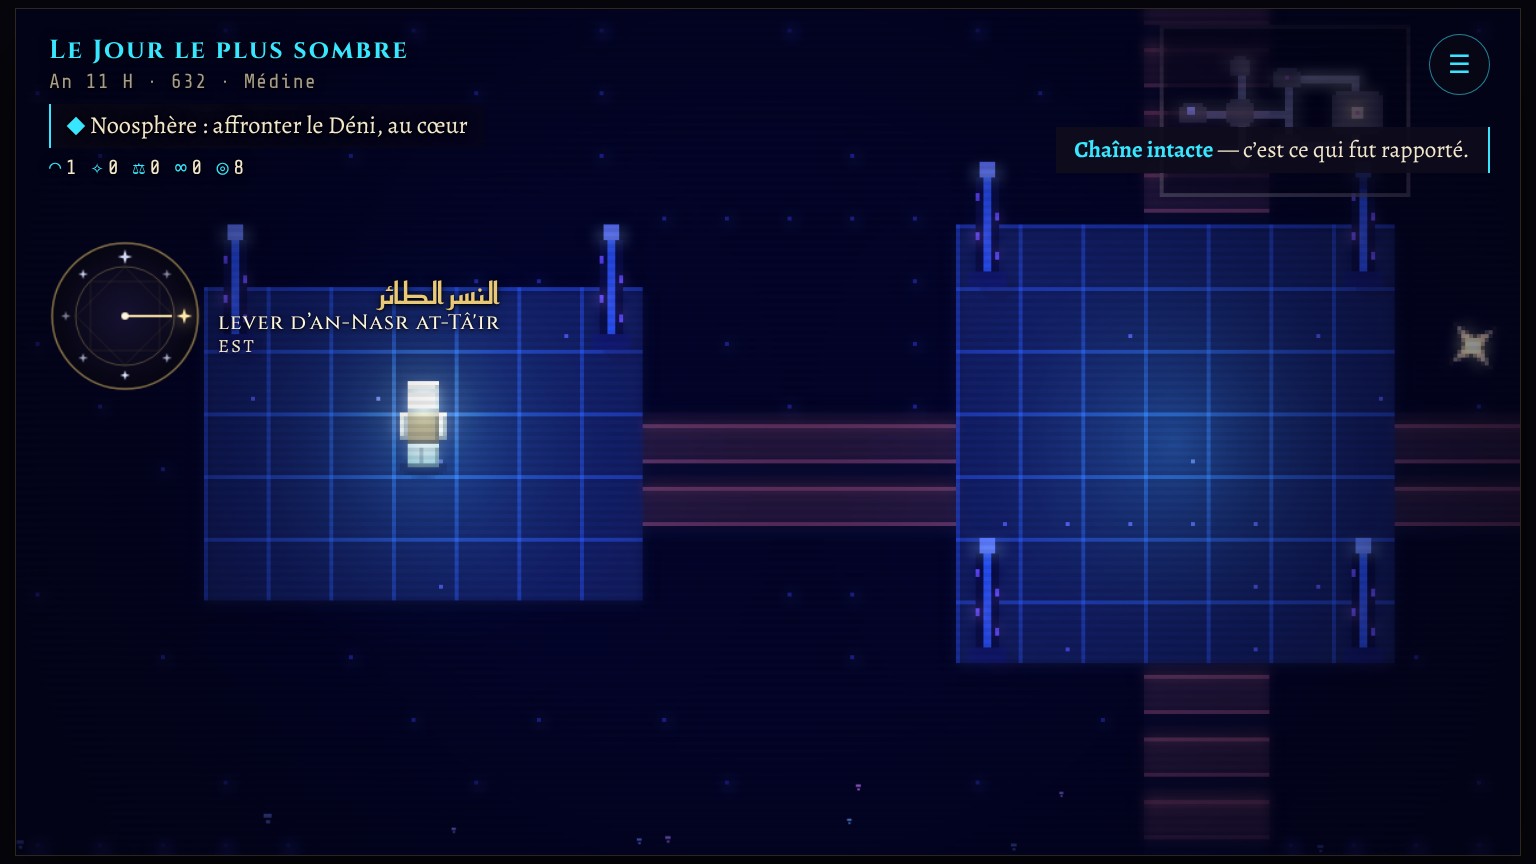 Le Jour le plus sombre
An 11 H · 632 · Médine
◆ Noosphère : affronter le Déni, au cœur
◠1 ✧0 ⚖0 ∞0 ◎8
☰
Chaîne intacte — c’est ce qui fut rapporté.
النسر الطائر
LEVER D’AN-NASR AT-TÂ’IR
EST